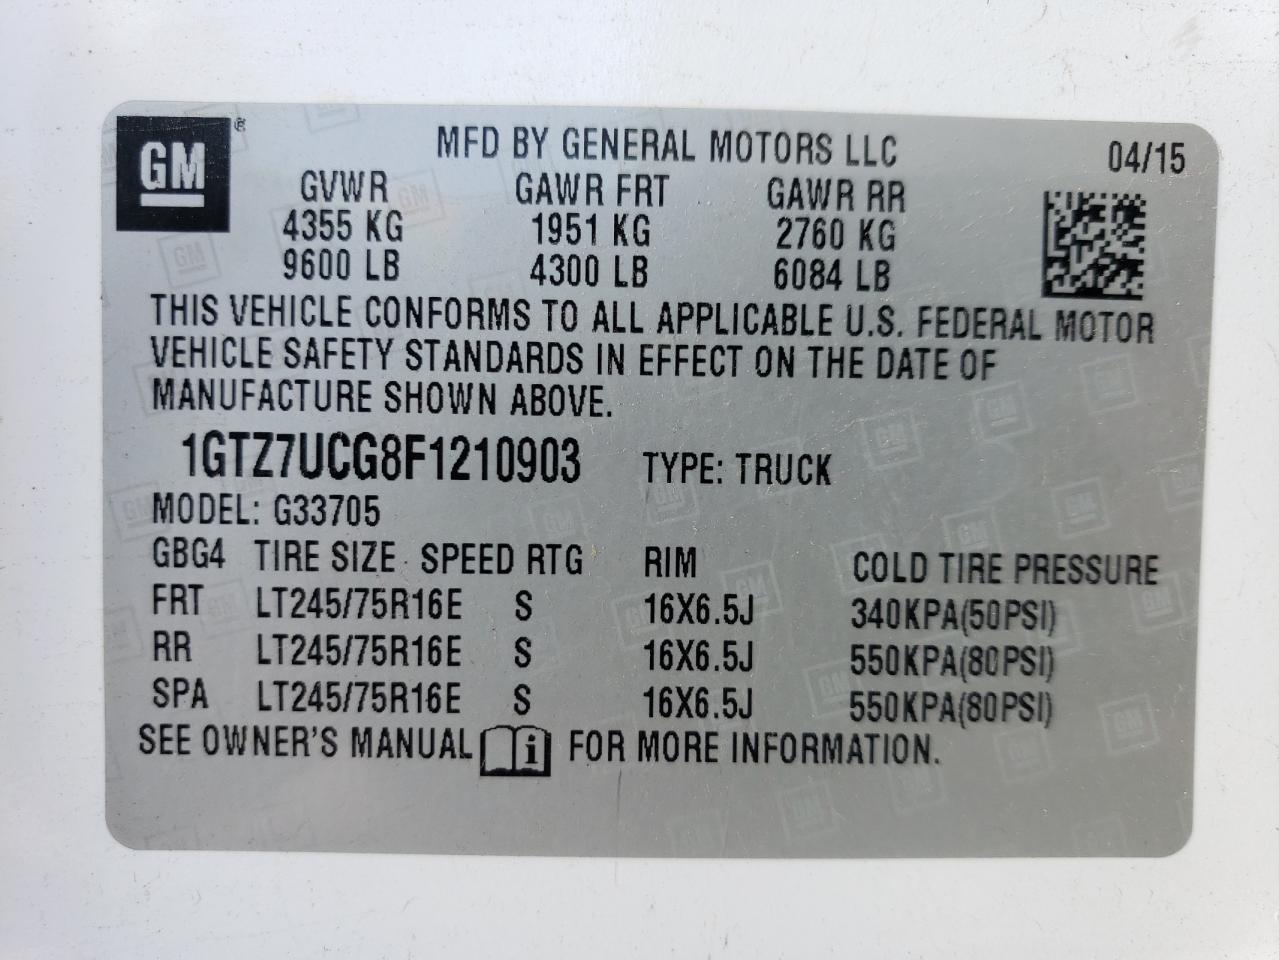 GM ®
MFD BY GENERAL MOTORS LLC 04/15
GVWR GAWR FRT GAWR RR
4355 KG 1951 KG 2760 KG
9600 LB 4300 LB 6084 LB
THIS VEHICLE CONFORMS TO ALL APPLICABLE U.S. FEDERAL MOTOR
VEHICLE SAFETY STANDARDS IN EFFECT ON THE DATE OF
MANUFACTURE SHOWN ABOVE.
1GTZ7UCG8F1210903 TYPE: TRUCK
MODEL: G33705
GBG4 TIRE SIZE SPEED RTG RIM COLD TIRE PRESSURE
FRT LT245/75R16E S 16X6.5J 340KPA(50PSI)
RR LT245/75R16E S 16X6.5J 550KPA(80PSI)
SPA LT245/75R16E S 16X6.5J 550KPA(80PSI)
SEE OWNER'S MANUAL i FOR MORE INFORMATION.